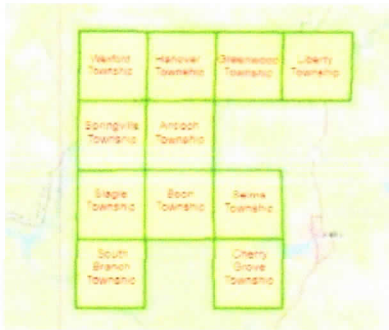 Wexford
Township
Hanover
Township
Greenwood
Township
Liberty
Township
Springville
Township
Antioch
Township
Slagle
Township
Boon
Township
Selma
Township
South
Branch
Township
Cherry
Grove
Township